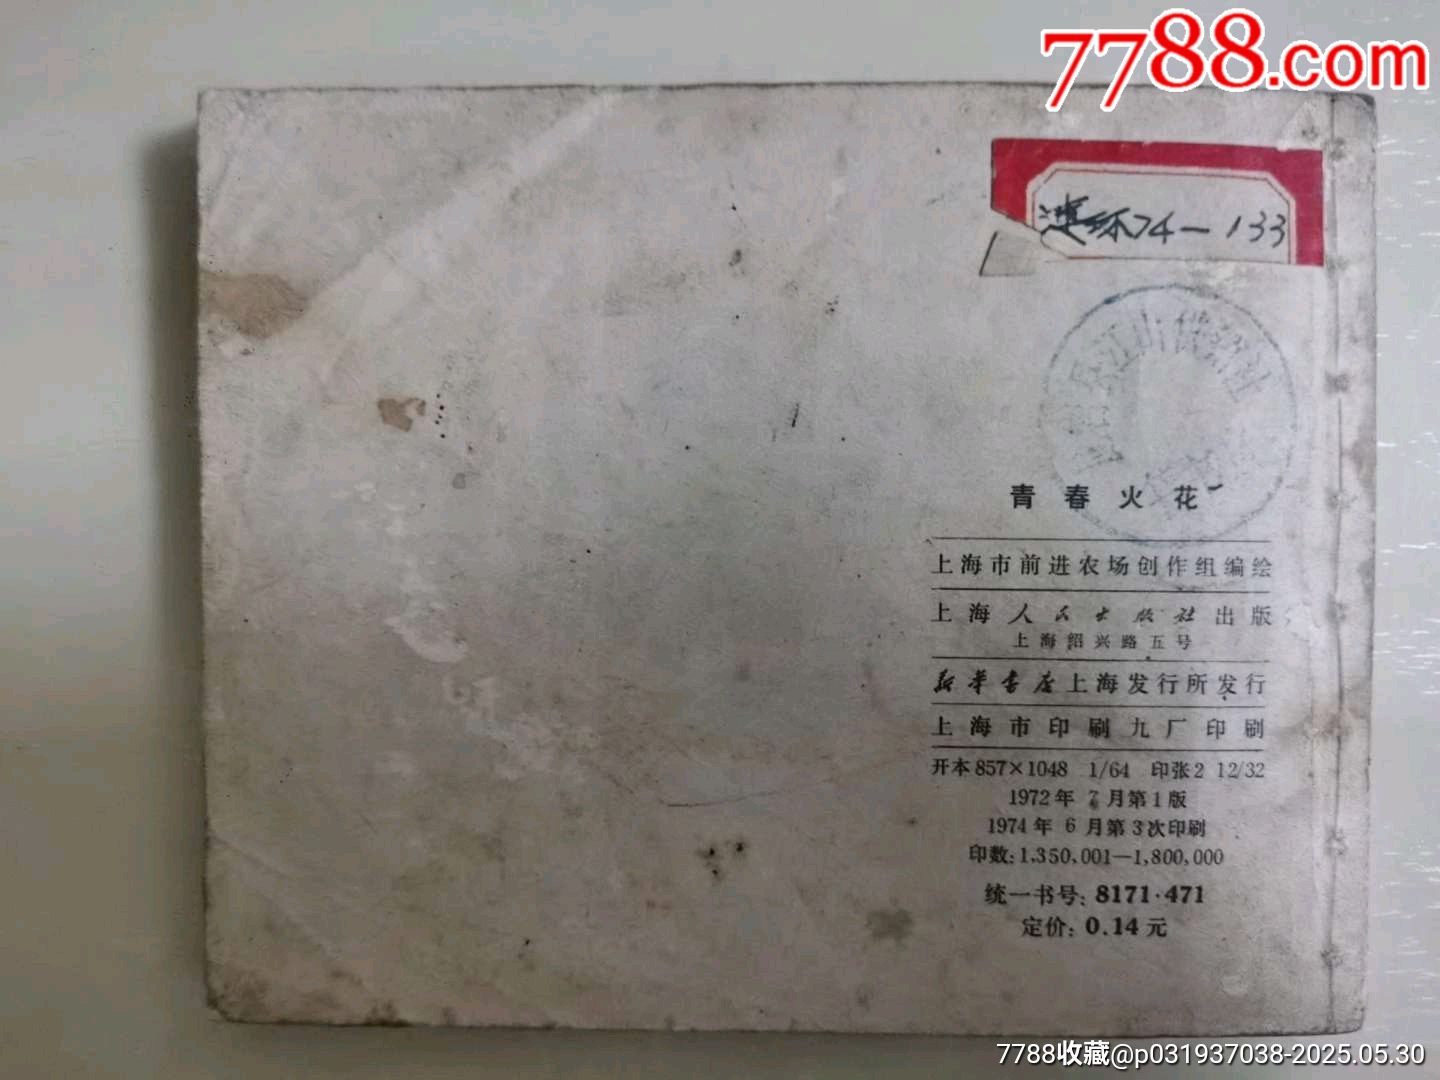 7788.com
连环74-133
江山供销社
青春火花
上海市前进农场创作组编绘
上海人民出版社出版
上海绍兴路五号
新华书店上海发行所发行
上海市印刷九厂印刷
开本 857×1048 1/64 印张 2 12/32
1972年7月第1版
1974年6月第3次印刷
印数：1,350,001—1,800,000
统一书号：8171·471
定价：0.14元
7788收藏@p031937038-2025.05.30